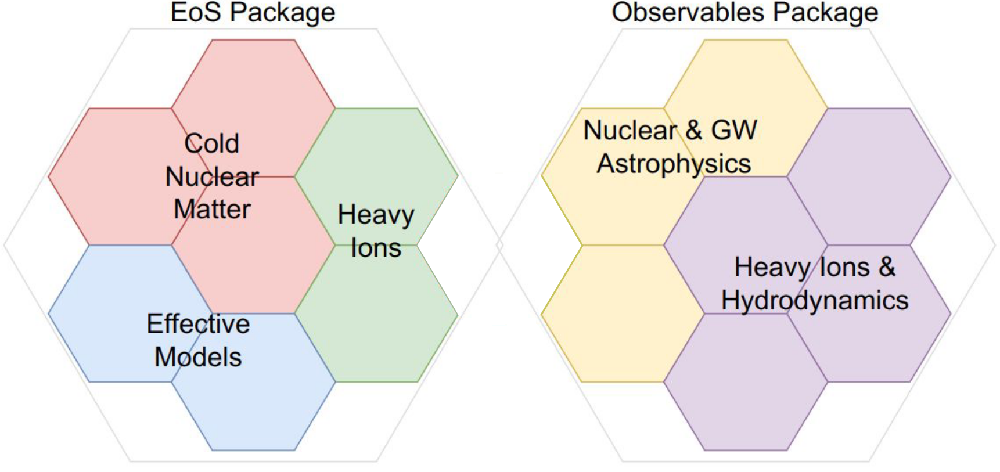 EoS Package
Cold
Nuclear
Matter
Heavy
Ions
Effective
Models
Observables Package
Nuclear & GW
Astrophysics
Heavy Ions &
Hydrodynamics